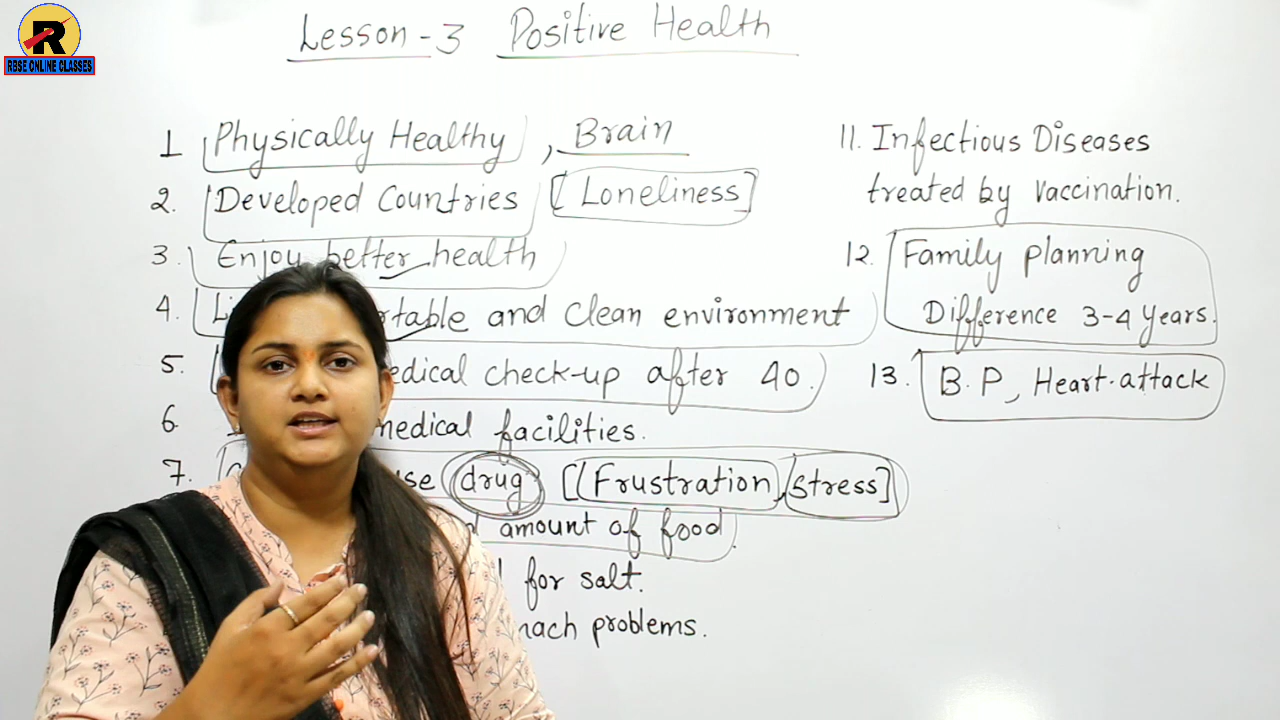 R
RBSE ONLINE CLASSES
Lesson - 3 Positive Health
1 Physically Healthy, Brain
2. Developed Countries [Loneliness]
3. Enjoy better health
4. and Clean environment
5. medical check-up after 40.
6 medical facilities.
7. drug [Frustration, Stress]
amount of food.
for salt.
problems.
11. Infectious Diseases
treated by vaccination.
12. Family planning
Difference 3-4 Years.
13. B.P, Heart-attack